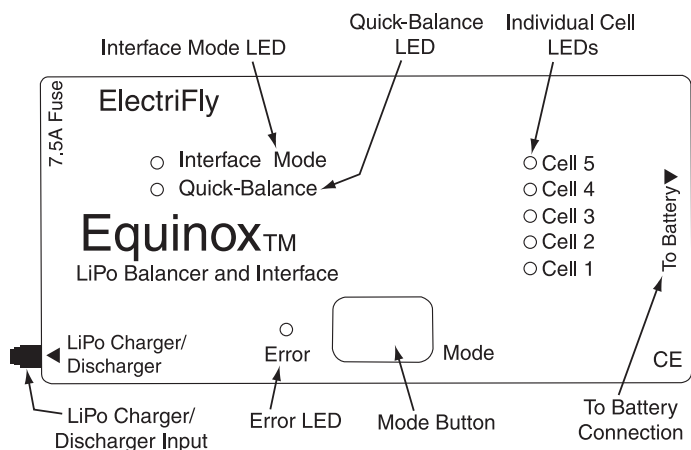 Interface Mode LED
Quick-Balance
LED
Individual Cell
LEDs
7.5A Fuse
ElectriFly
Interface Mode
Quick-Balance
Cell 5
Cell 4
Cell 3
Cell 2
Cell 1
To Battery
Equinox™
LiPo Balancer and Interface
LiPo Charger/
Discharger
Error
Mode
CE
LiPo Charger/
Discharger Input
Error LED
Mode Button
To Battery
Connection